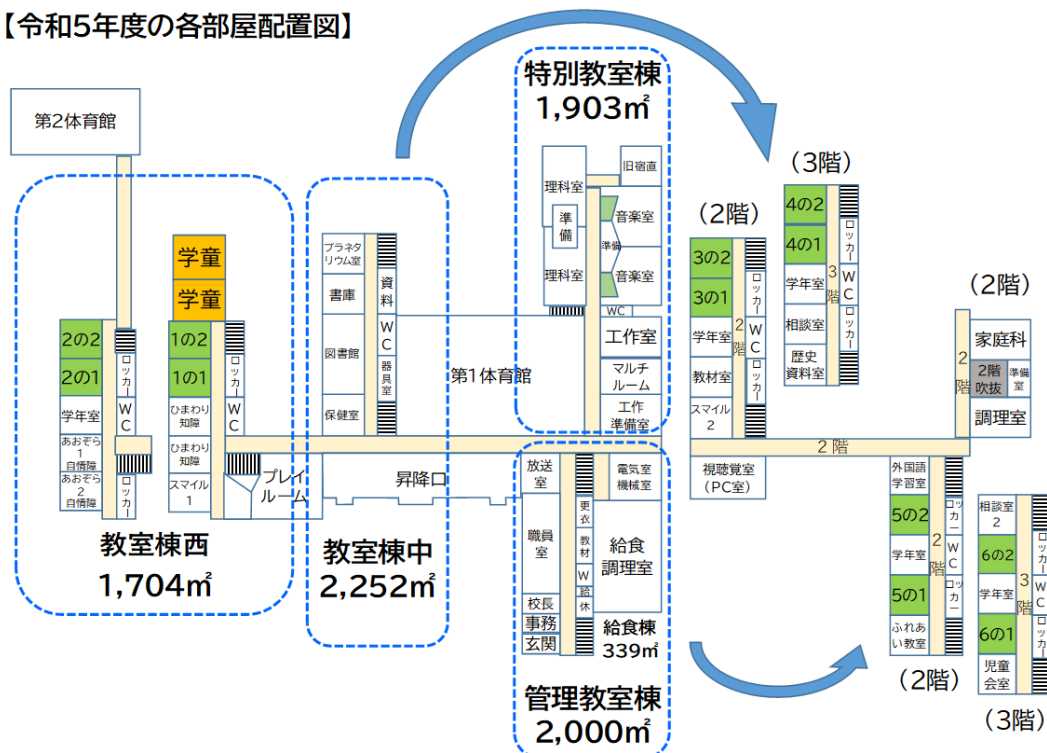 【令和5年度の各部屋配置図】
第2体育館
教室棟西
1,704㎡
2の2
2の1
学年室
あおぞら
1
自情障
あおぞら
2
自情障
ロッカー
WC
ロッカー
学童
学童
1の2
1の1
ひまわり
知障
ひまわり
知障
スマイル
1
ロッカー
WC
プレイ
ルーム
教室棟中
2,252㎡
プラネタ
リウム室
書庫
図書館
保健室
資料
WC
器具室
第1体育館
昇降口
特別教室棟
1,903㎡
理科室
準備
理科室
旧宿直
音楽室
準備
音楽室
WC
工作室
マルチ
ルーム
工作
準備室
放送
室
職員
室
校長
事務
玄関
更衣
教材
W
給
休
電気室
機械室
給食
調理室
給食棟
339㎡
管理教室棟
2,000㎡
(2階)
3の2
3の1
学年室
教材室
スマイル
2
2階
ロッカー
WC
ロッカー
(3階)
4の2
4の1
学年室
相談室
歴史
資料室
3階
ロッカー
WC
ロッカー
(2階)
2階
家庭科
2階
吹抜
準備
室
調理室
2階
視聴覚室
(PC室)
外国語
学習室
5の2
学年室
5の1
ふれあ
い教室
2階
ロッカー
WC
ロッカー
(2階)
相談室
2
6の2
学年室
6の1
児童
会室
3階
ロッカー
WC
ロッカー
(3階)